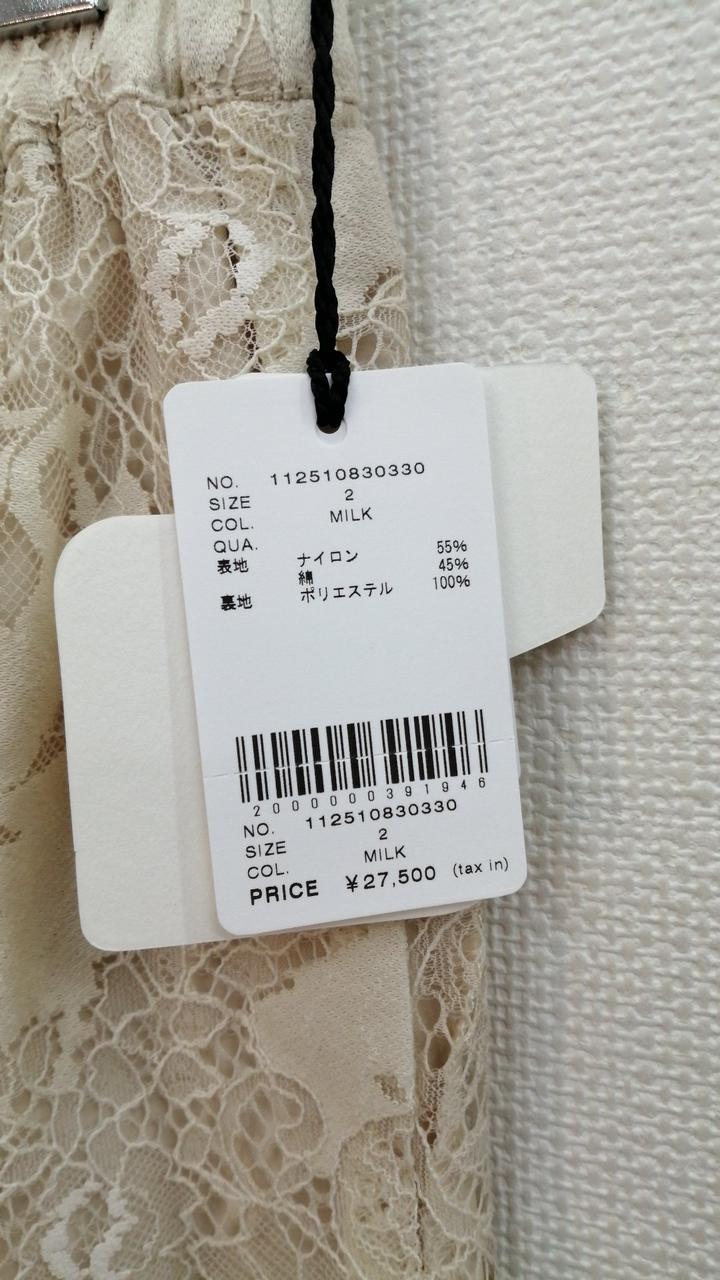 NO. 112510830330
SIZE 2
COL. MILK
QUA.
表地 ナイロン 55%
綿 45%
裏地 ポリエステル 100%
2000000391946
NO. 112510830330
SIZE 2
COL. MILK
PRICE ¥27,500 (tax in)